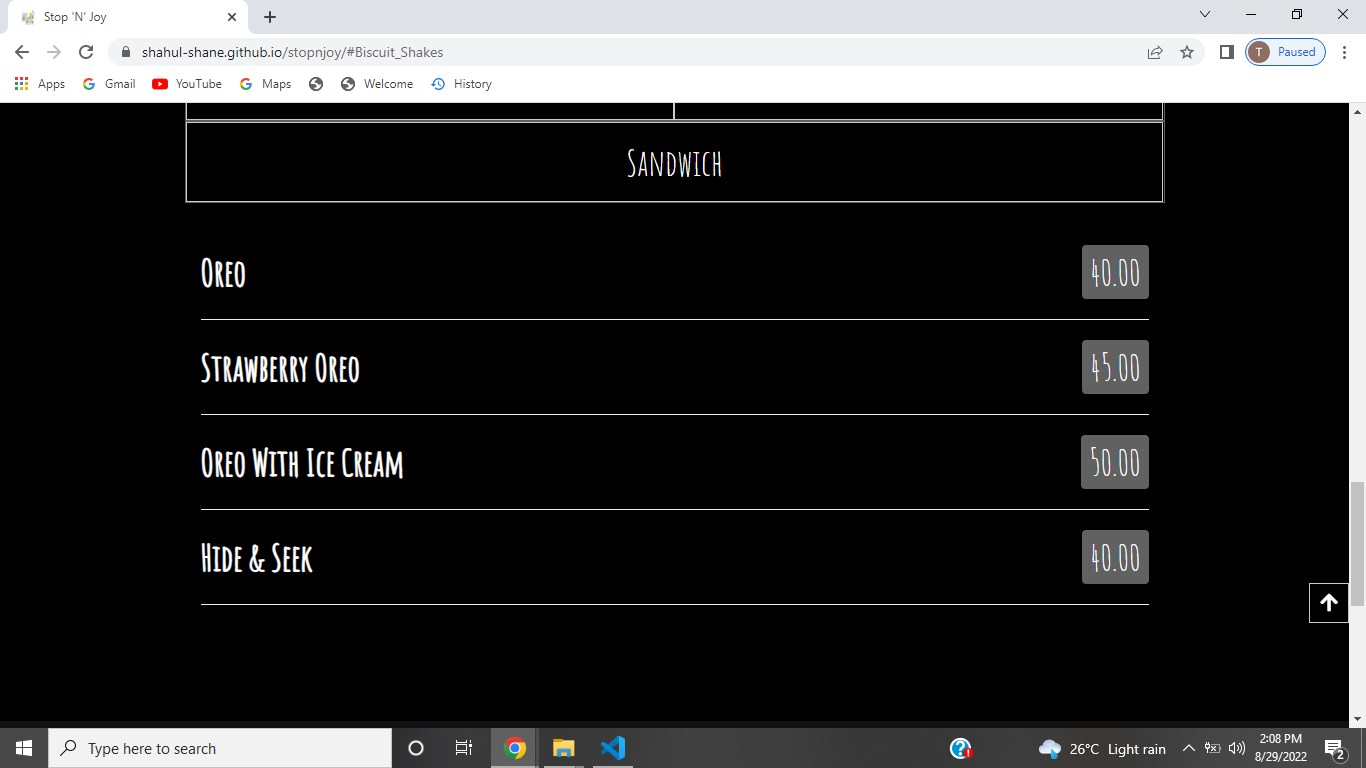 Stop 'N' Joy
shahul-shane.github.io/stopnjoy/#Biscuit_Shakes
T Paused
Apps Gmail YouTube Maps Welcome History
Sandwich
Oreo 40.00
Strawberry Oreo 45.00
Oreo With Ice Cream 50.00
Hide & Seek 40.00
Type here to search
26°C Light rain
2:08 PM
8/29/2022
2